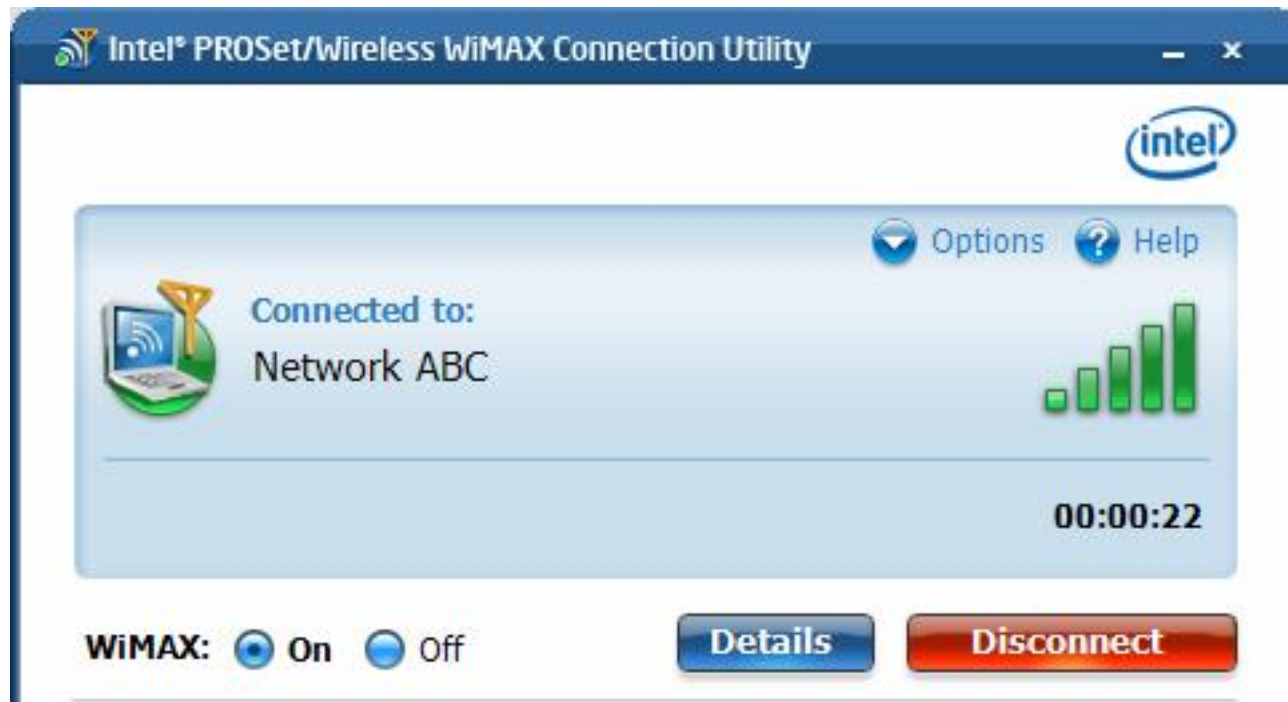 Intel® PROSet/Wireless WiMAX Connection Utility
intel
Options Help
Connected to:
Network ABC
00:00:22
WiMAX: On Off Details Disconnect